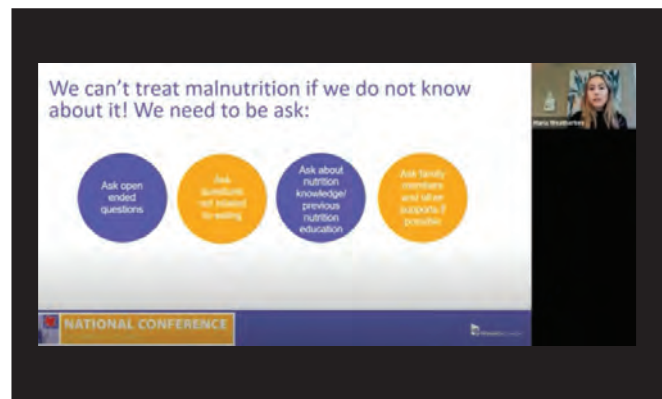 We can't treat malnutrition if we do not know
about it! We need to be ask:
Ask open
ended
questions
Ask
questions
not related
to eating
Ask about
nutrition
knowledge/
previous
nutrition
education
Ask family
members
and other
supports if
possible
Maria Weatherbee
NATIONAL CONFERENCE